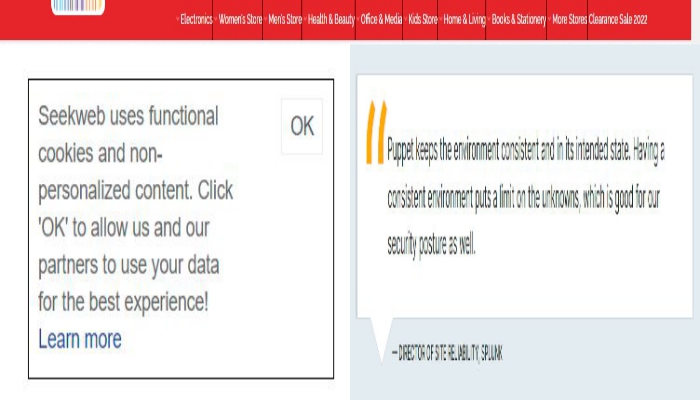 Electronics Women's Store Men's Store Health & Beauty Office & Media Kids Store Home & Living Books & Stationery More Stores Clearance Sale 2022
Seekweb uses functional
cookies and non-
personalized content. Click
'OK' to allow us and our
partners to use your data
for the best experience!
Learn more
OK
Puppet keeps the environment consistent and in its intended state. Having a
consistent environment puts a limit on the unknowns, which is good for our
security posture as well.
— DIRECTOR OF SITE RELIABILITY, SPLUNK